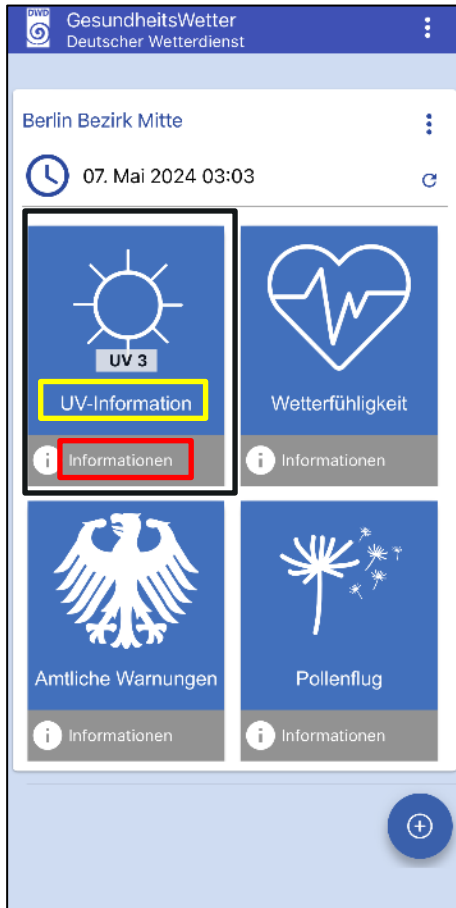 DWD
GesundheitsWetter
Deutscher Wetterdienst
Berlin Bezirk Mitte
07. Mai 2024 03:03
UV 3
UV-Information
Wetterfühligkeit
i Informationen
i Informationen
Amtliche Warnungen
Pollenflug
i Informationen
i Informationen